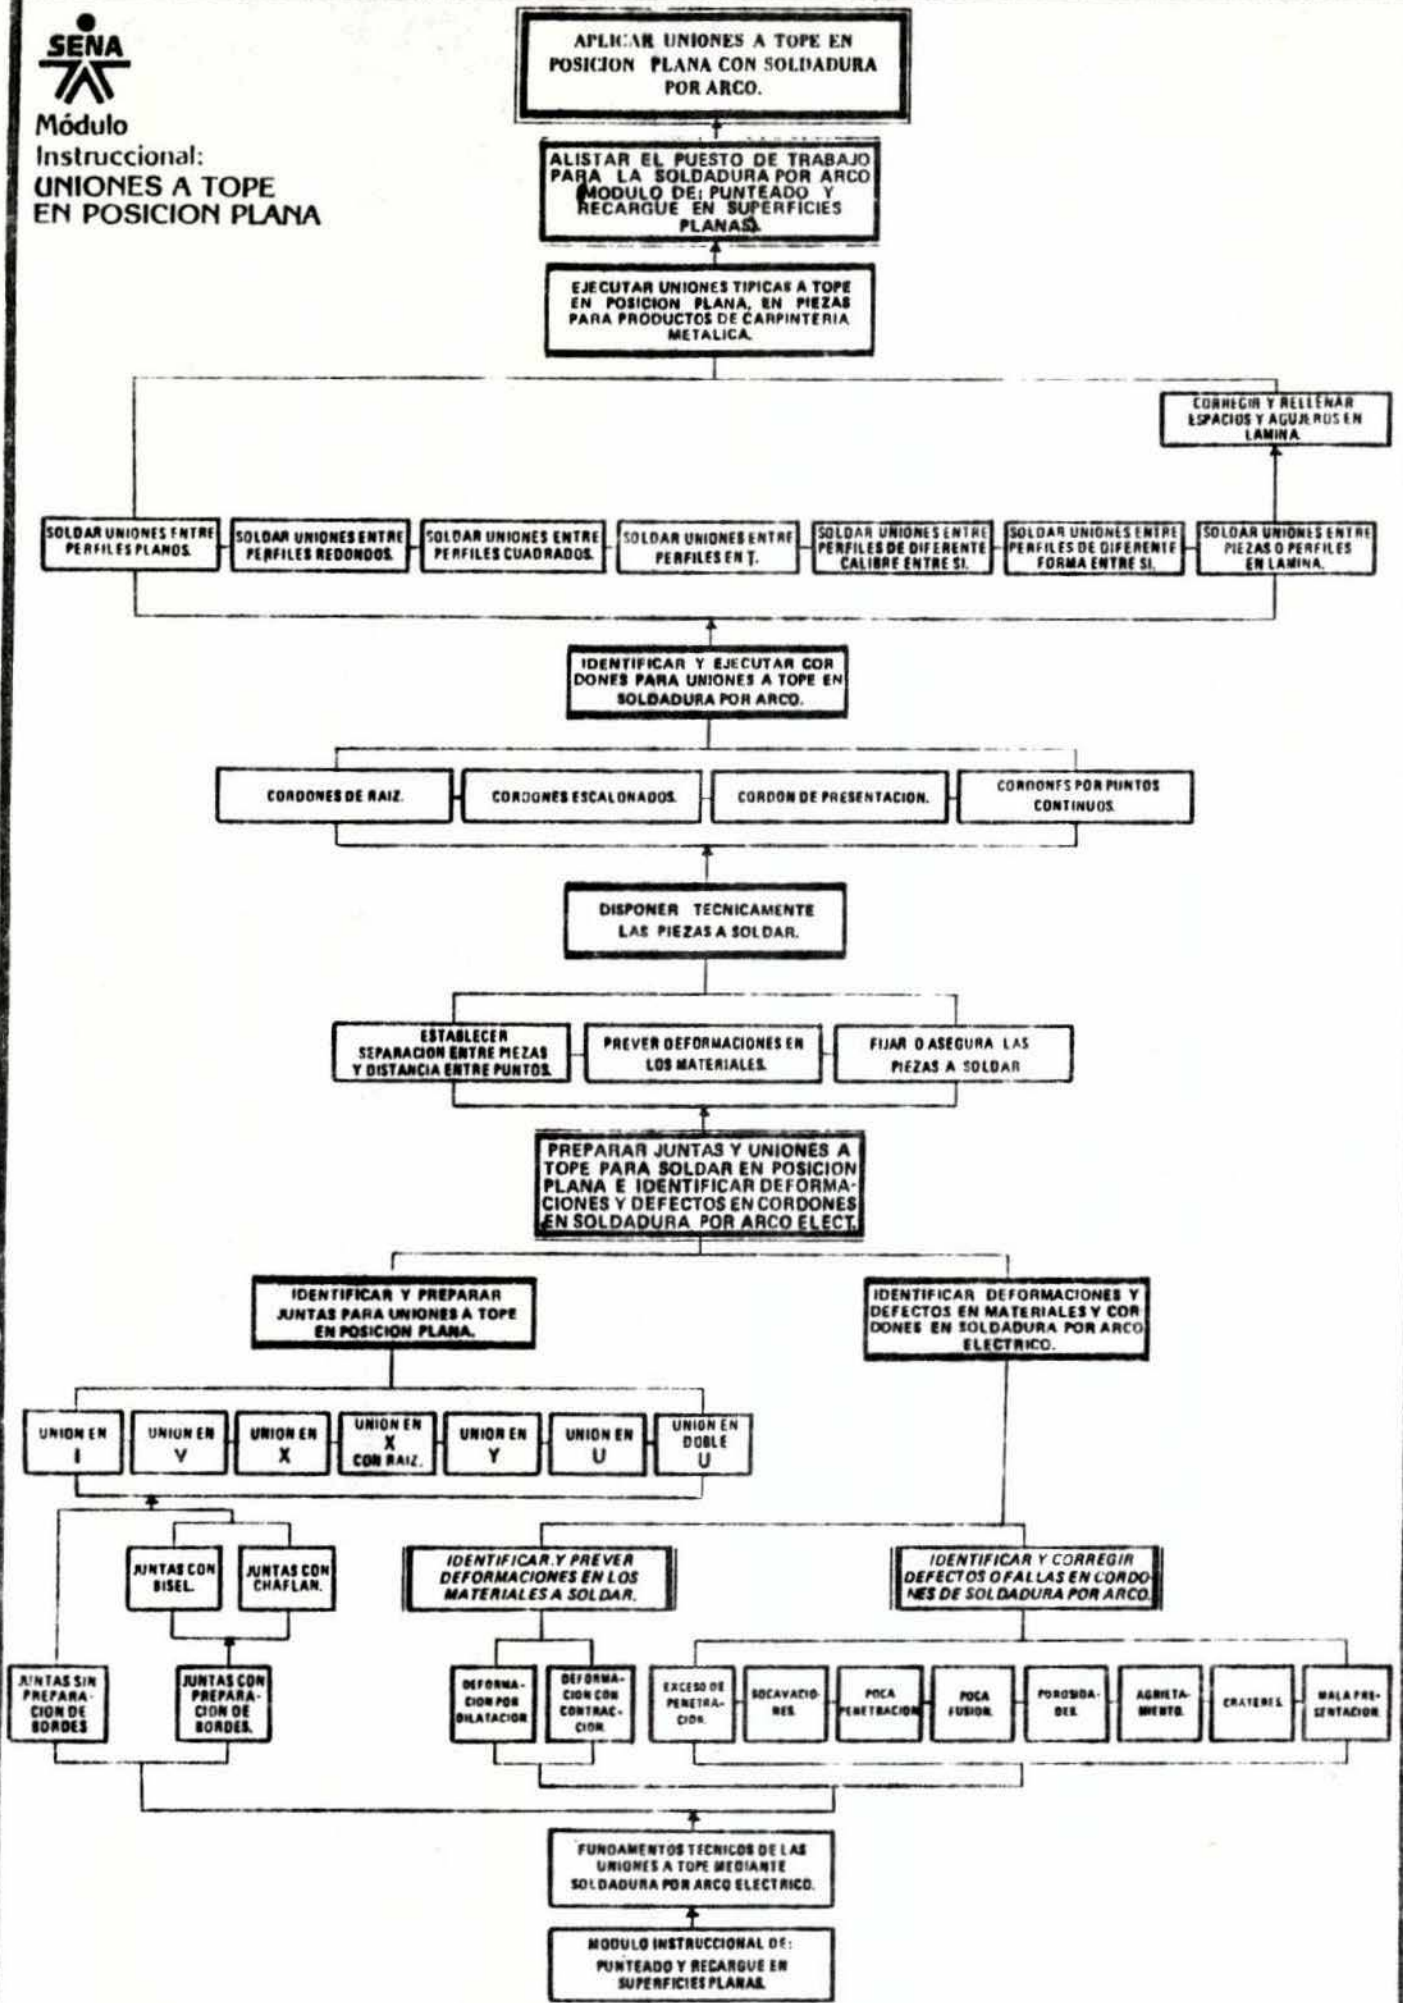 SENA
Módulo
Instruccional:
UNIONES A TOPE
EN POSICION PLANA
APLICAR UNIONES A TOPE EN
POSICION PLANA CON SOLDADURA
POR ARCO.
ALISTAR EL PUESTO DE TRABAJO
PARA LA SOLDADURA POR ARCO
(MODULO DE: PUNTEADO Y
RECARGUE EN SUPERFICIES
PLANAS).
EJECUTAR UNIONES TIPICAS A TOPE
EN POSICION PLANA, EN PIEZAS
PARA PRODUCTOS DE CARPINTERIA
METALICA.
CORREGIR Y RELLENAR
ESPACIOS Y AGUJEROS EN
LAMINA.
SOLDAR UNIONES ENTRE
PERFILES PLANOS.
SOLDAR UNIONES ENTRE
PERFILES REDONDOS.
SOLDAR UNIONES ENTRE
PERFILES CUADRADOS.
SOLDAR UNIONES ENTRE
PERFILES EN T.
SOLDAR UNIONES ENTRE
PERFILES DE DIFERENTE
CALIBRE ENTRE SI.
SOLDAR UNIONES ENTRE
PERFILES DE DIFERENTE
FORMA ENTRE SI.
SOLDAR UNIONES ENTRE
PIEZAS O PERFILES
EN LAMINA.
IDENTIFICAR Y EJECUTAR COR
DONES PARA UNIONES A TOPE EN
SOLDADURA POR ARCO.
CORDONES DE RAIZ.
CORDONES ESCALONADOS.
CORDON DE PRESENTACION.
CORDONES POR PUNTOS
CONTINUOS.
DISPONER TECNICAMENTE
LAS PIEZAS A SOLDAR.
ESTABLECER
SEPARACION ENTRE PIEZAS
Y DISTANCIA ENTRE PUNTOS.
PREVER DEFORMACIONES EN
LOS MATERIALES.
FIJAR O ASEGURA LAS
PIEZAS A SOLDAR
PREPARAR JUNTAS Y UNIONES A
TOPE PARA SOLDAR EN POSICION
PLANA E IDENTIFICAR DEFORMA-
CIONES Y DEFECTOS EN CORDONES
EN SOLDADURA POR ARCO ELECT.
IDENTIFICAR Y PREPARAR
JUNTAS PARA UNIONES A TOPE
EN POSICION PLANA.
IDENTIFICAR DEFORMACIONES Y
DEFECTOS EN MATERIALES Y COR
DONES EN SOLDADURA POR ARCO
ELECTRICO.
UNION EN
I
UNION EN
V
UNION EN
X
UNION EN
X
CON RAIZ.
UNION EN
Y
UNION EN
U
UNION EN
DOBLE
U
JUNTAS CON
BISEL.
JUNTAS CON
CHAFLAN.
IDENTIFICAR Y PREVER
DEFORMACIONES EN LOS
MATERIALES A SOLDAR.
IDENTIFICAR Y CORREGIR
DEFECTOS O FALLAS EN CORDO-
NES DE SOLDADURA POR ARCO.
JUNTAS SIN
PREPARA-
CION DE
BORDES
JUNTAS CON
PREPARA-
CION DE
BORDES.
DEFORMA-
CION POR
DILATACION
DEFORMA-
CION CON
CONTRAC-
CION.
EXCESO DE
PENETRA-
CION.
SOCAVACIO-
NES.
POCA
PENETRACION
POCA
FUSION.
POROSIDA-
DES.
AGRIETA-
MIENTO.
CRATERES.
MALA PRE-
SENTACION.
FUNDAMENTOS TECNICOS DE LAS
UNIONES A TOPE MEDIANTE
SOLDADURA POR ARCO ELECTRICO.
MODULO INSTRUCCIONAL DE:
PUNTEADO Y RECARGUE EN
SUPERFICIES PLANAS.